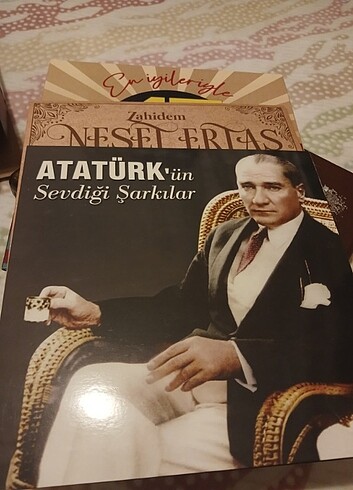 En iyileriyle
Zahidem
NEŞET ERTAŞ
ATATÜRK'ün
Sevdiği Şarkılar